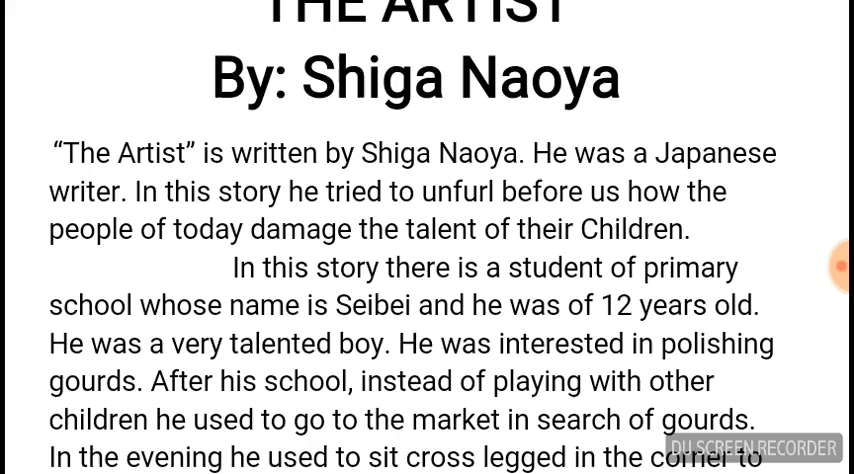 THE ARTIST
By: Shiga Naoya
“The Artist” is written by Shiga Naoya. He was a Japanese
writer. In this story he tried to unfurl before us how the
people of today damage the talent of their Children.
In this story there is a student of primary
school whose name is Seibei and he was of 12 years old.
He was a very talented boy. He was interested in polishing
gourds. After his school, instead of playing with other
children he used to go to the market in search of gourds.
In the evening he used to sit cross legged in the corner to
DU SCREEN RECORDER